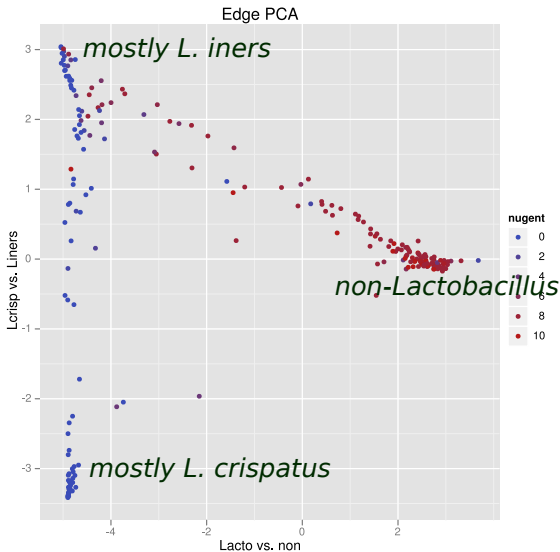 Edge PCA
mostly L. iners
non-Lactobacillus
mostly L. crispatus
3
2
1
0
-1
-2
-3
Lcrisp vs. Liners
-4
-2
0
2
Lacto vs. non
nugent
0
2
4
6
8
10